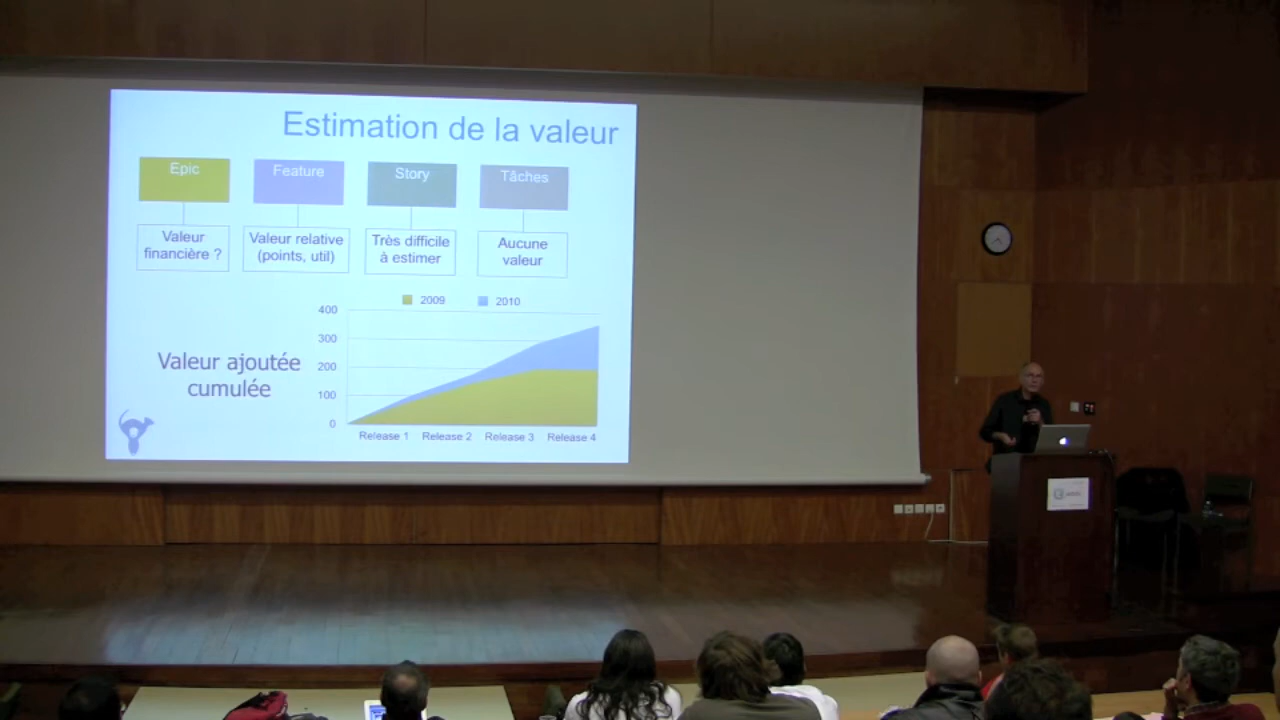 Estimation de la valeur
Epic
Feature
Story
Tâches
Valeur
financière ?
Valeur relative
(points, util)
Très difficile
à estimer
Aucune
valeur
2009
2010
400
300
200
100
0
Valeur ajoutée
cumulée
Release 1
Release 2
Release 3
Release 4